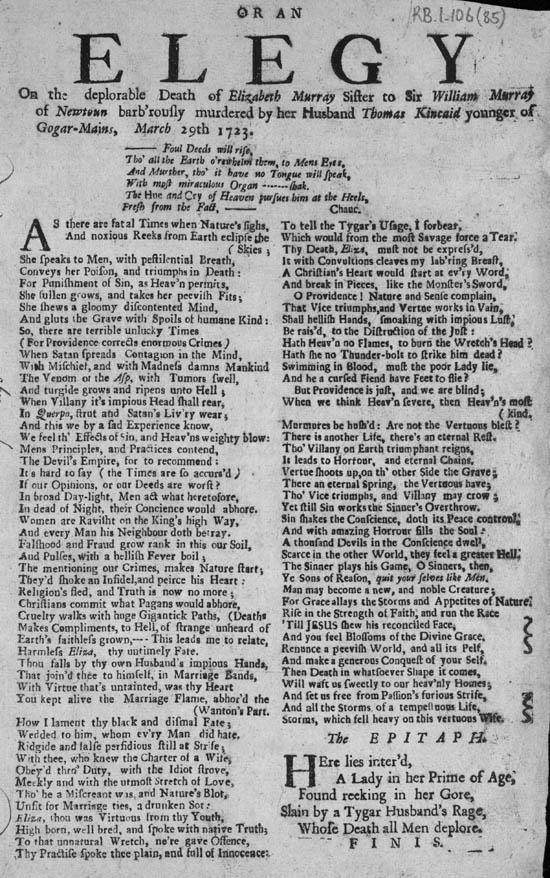 OR AN
RB.l.106(85)
ELEGY
On the deplorable Death of Elizabeth Murray Sister to Sir William Murray
of Newtoun barb'rously murdered by her Husband Thomas Kincaid younger of
Gogar-Mains, March 29th 1723.
—— Foul Deeds will rise,
Tho' all the Earth o'rewhelm them, to Mens Eyes,
And Murther, tho' it have no Tongue will speak,
With most miraculous Organ -------shak.
The Hue and Cry of Heaven pursues him at the Heels,
Fresh from the Fact, ——
Chauc.
AS there are fatal Times when Nature's sighs,
And noxious Reeks from Earth eclipse the
(Skies;
She speaks to Men, with pestilential Breath,
Conveys her Poison, and triumphs in Death:
For Punishment of Sin, as Heav'n permits,
She sullen grows, and takes her peevish Fits;
She shews a gloomy discontented Mind,
And gluts the Grave with Spoils of humane Kind:
So, there are terrible unlucky Times
(For Providence corrects enormous Crimes)
When Satan spreads Contagion in the Mind,
With Mischief, and with Madness damns Mankind
The Venom of the Asp, with Tumors swell,
And turgide grows and ripens unto Hell;
When Villany it's impious Head shall rear,
In Querpo, strut and Satan's Liv'ry wear;
And this we by a sad Experience know,
We feel th' Effects of Sin, and Heav'ns weighty blow:
Mens Principles, and Practices contend,
The Devil's Empire, for to recommend;
It's hard to say (the Times are so accurs'd)
If our Opinions, or our Deeds are worst?
In broad Day-light, Men act what heretofore,
In dead of Night, their Concience would abhore.
Women are Ravisht on the King's high Way,
And every Man his Neighbour doth betray.
Falshood and Fraud grow rank in this our Soil,
And Pulses, with a hellish Fever boil;
The mentioning our Crimes, makes Nature start;
They'd shoke an Infidel, and peirce his Heart:
Religion's fled, and Truth is now no more;
Christians commit what Pagans would abhore,
Cruelty walks with huge Gigantick Paths, (Deaths
Makes Compliments, to Hell, of strange unheard of
Earth's faithless grown,---- This leads me to relate,
Harmless Eliza, thy untimely Fate.
Thou falls by thy own Husband's impious Hands,
That join'd thee to himself, in Marriage Bands,
With Virtue that's untainted, was thy Heart
You kept alive the Marriage Flame, abhor'd the
(Wanton's Part.
How I lament thy black and dismal Fate;
Wedded to him, whom ev'ry Man did hate.
Ridgide and false perfidious still at Strife;
With thee, who knew the Charter of a Wife,
Obey'd thro' Duty, with the Idiot strove,
Meekly and with the utmost Stretch of Love,
Tho' he a Miscreant was, and Nature's Blot,
Unfit for Marriage ties, a drunken Sot:
Eliza, thou was Virtuous from thy Youth,
High born, well bred, and spoke with native Truth;
To that unnatural Wretch, ne're gave Offence,
Thy Practise spoke thee plain, and full of Innocence:
To tell the Tygar's Usage, I forbear,
Which would from the most Savage force a Tear.
Thy Death, Eliza, must not be express'd,
It with Convultions cleaves my lab'ring Breast,
A Christian's Heart would start at ev'ry Word,
And break in Pieces, like the Monster's Sword,
O Providence! Nature and Sense complain,
That Vice triumphs, and Vertue works in Vain,
Shall hellish Hands, smoaking with impious Lust,
Be rais'd, to the Distruction of the Just:
Hath Heav'n no Flames, to burn the Wretch's Head?
Hath she no Thunder-bolt to strike him dead?
Swimming in Blood, must the poor Lady lie,
And he a cursed Fiend have Feet to flie?
But Providence is just, and we are blind;
When we think Heav'n severe, then Heav'n's most
(kind.
Murmures be hush'd: Are not the Vertuous blest?
There is another Life, there's an eternal Rest.
Tho' Villany on Earth triumphant reigns,
It leads to Horrour, and eternal Chains,
Vertue shoots up, on th' other Side the Grave;
There an eternal Spring, the Vertuous have;
Tho' Vice triumphs, and Villany may crow;
Yet still Sin works the Sinner's Overthrow.
Sin shakes the Conscience, doth its Peace controul,
And with amazing Horrour fills the Soul:
A thousand Devils in the Conscience dwell,
Scarce in the other World, they feel a greater Hell.
The Sinner plays his Game, O Sinners, then,
Ye Sons of Reason, quit your selves like Men,
Man may become a new, and noble Creature;
For Grace allays the Storms and Appetites of Nature.
Rise in the Strength of Faith, and run the Race
'Till JESUS shew his reconciled Face,
And you feel Blossoms of the Divine Grace,
Renunce a peevish World, and all its Pelf,
And make a generous Conquest of your Self,
Then Death in whatsoever Shape it comes,
Will waft us sweetly to our heav'nly Homes;
And set us free from Passion's furious Strife,
And all the Storms of a tempestuous Life,
Storms, which fell heavy on this vertuous Wife.
The EPITAPH.
HEre lies inter'd,
A Lady in her Prime of Age,
Found reeking in her Gore,
Slain by a Tygar Husband's Rage,
Whose Death all Men deplore.
FINIS.